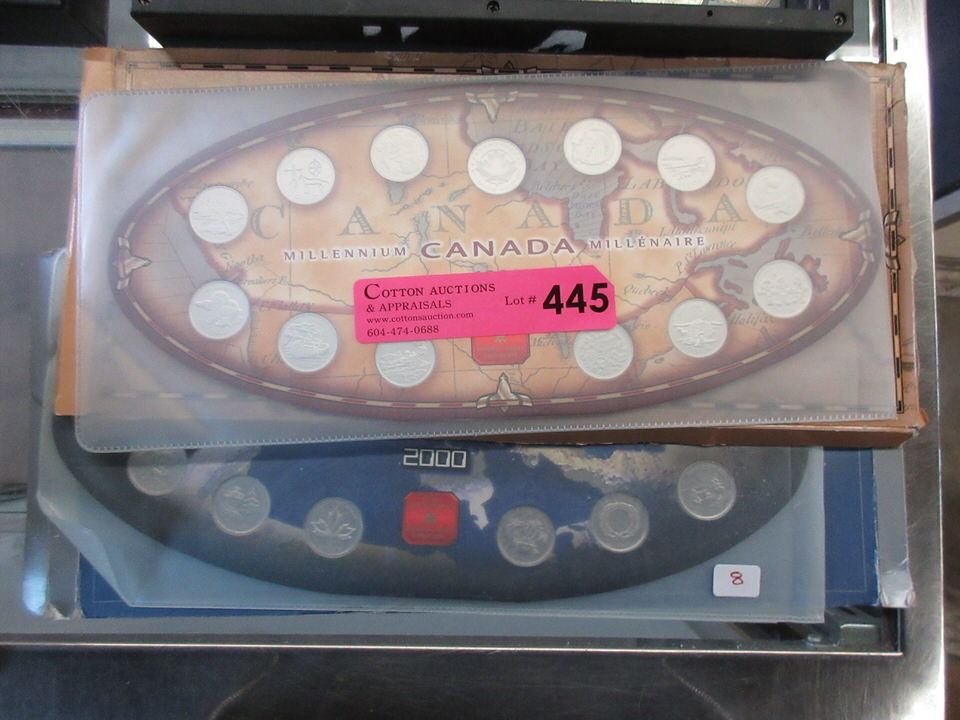 CANADA
MILLENNIUM CANADA MILLÉNAIRE
COTTON AUCTIONS
& APPRAISALS
www.cottonsauction.com
604-474-0688
Lot # 445
2000
8